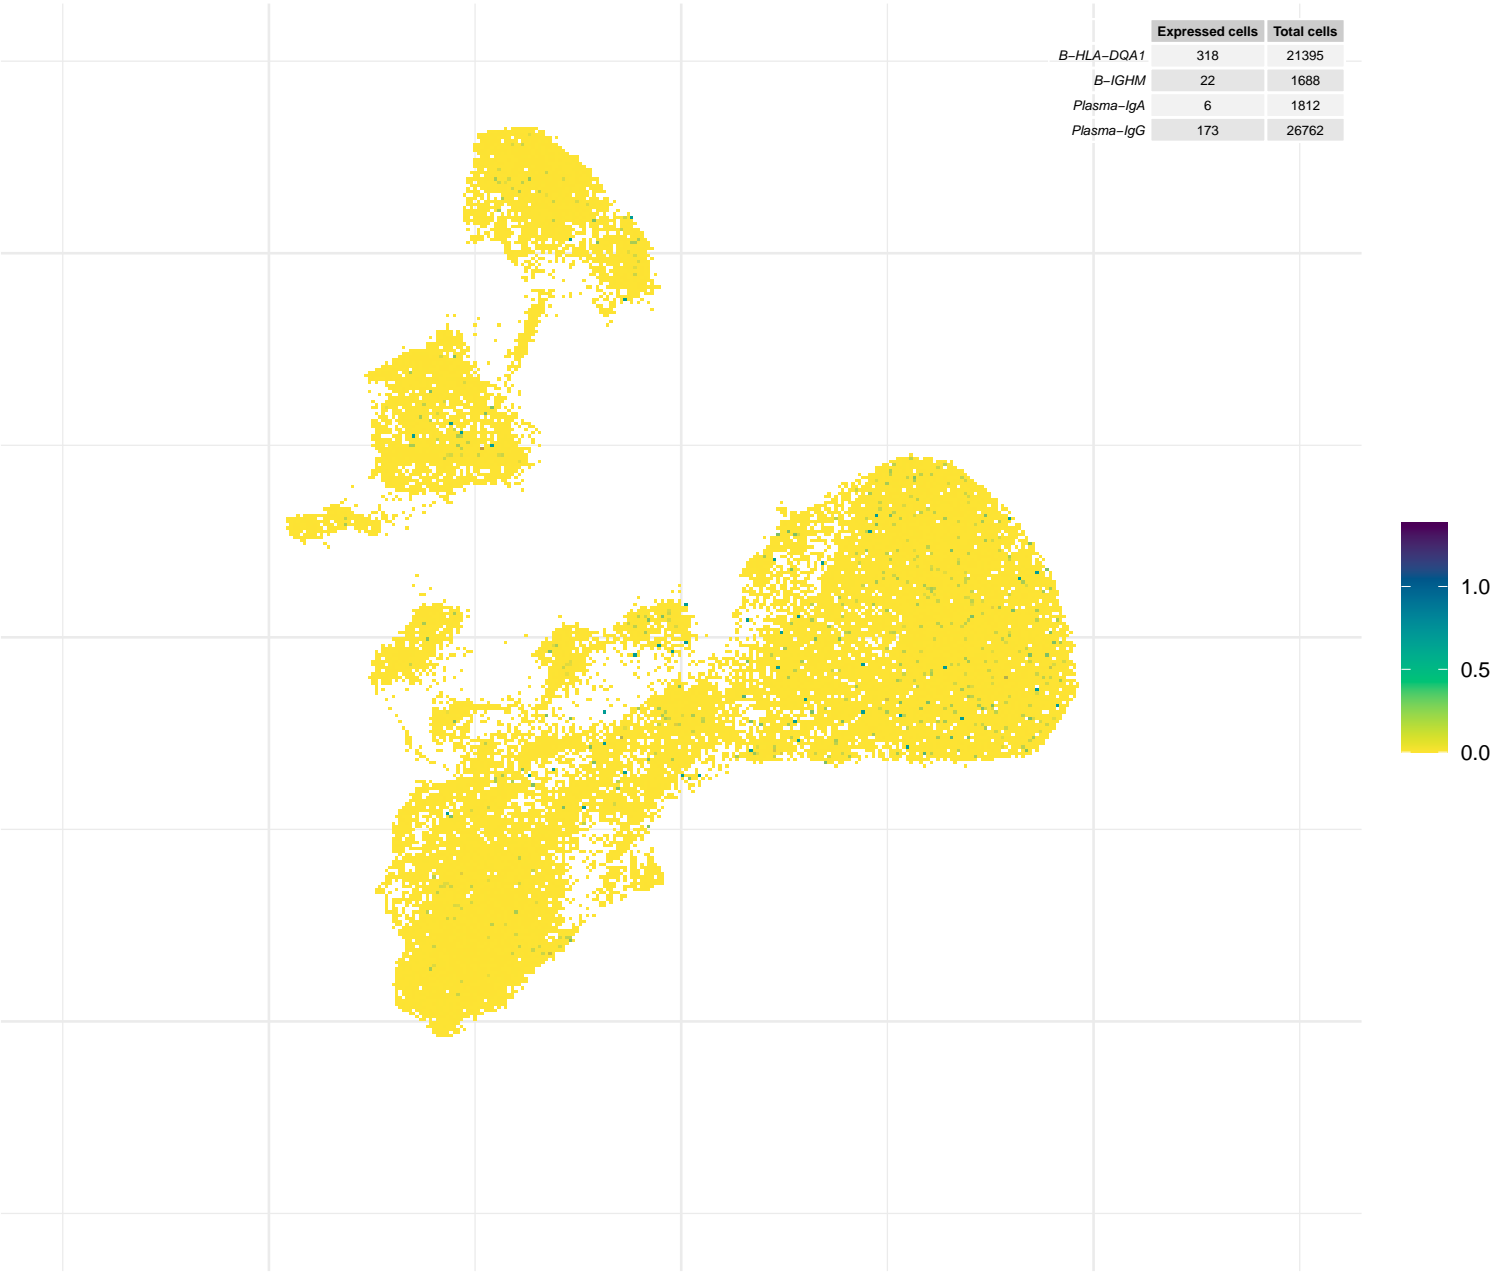 Expressed cells Total cells
B−HLA−DQA1 318 21395
B−IGHM 22 1688
Plasma−IgA 6 1812
Plasma−IgG 173 26762
1.0
0.5
0.0